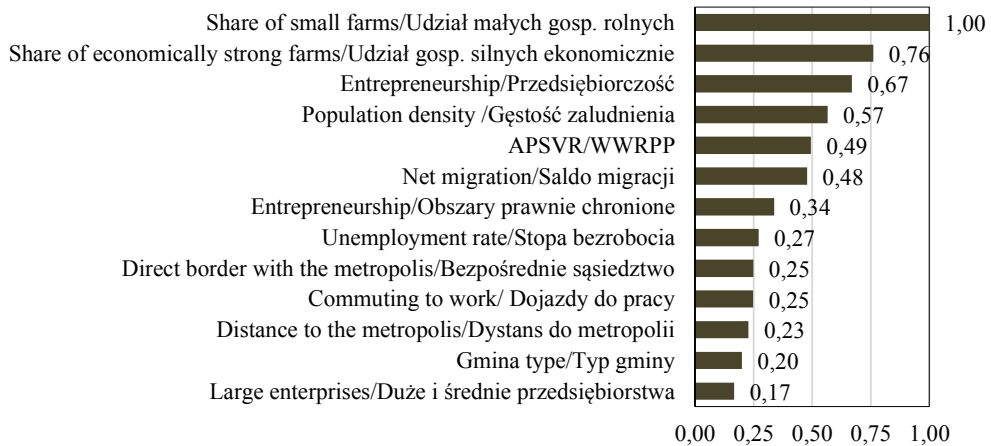 Share of small farms/Udział małych gosp. rolnych 1,00
Share of economically strong farms/Udział gosp. silnych ekonomicznie 0,76
Entrepreneurship/Przedsiębiorczość 0,67
Population density /Gęstość zaludnienia 0,57
APSVR/WWRPP 0,49
Net migration/Saldo migracji 0,48
Entrepreneurship/Obszary prawnie chronione 0,34
Unemployment rate/Stopa bezrobocia 0,27
Direct border with the metropolis/Bezpośrednie sąsiedztwo 0,25
Commuting to work/ Dojazdy do pracy 0,25
Distance to the metropolis/Dystans do metropolii 0,23
Gmina type/Typ gminy 0,20
Large enterprises/Duże i średnie przedsiębiorstwa 0,17
0,00 0,25 0,50 0,75 1,00